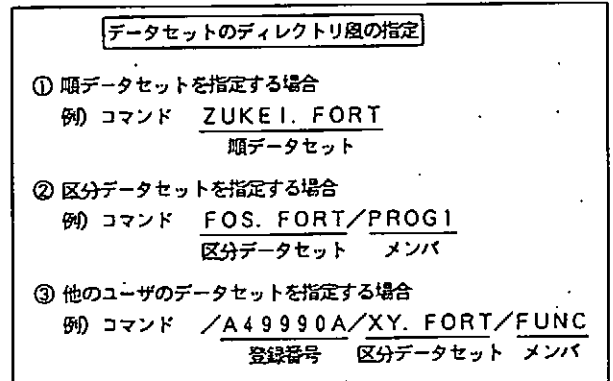 データセットのディレクトリ風の指定
① 順データセットを指定する場合
例) コマンド ZUKEI. FORT
順データセット
② 区分データセットを指定する場合
例) コマンド FOS. FORT/PROG1
区分データセット メンバ
③ 他のユーザのデータセットを指定する場合
例) コマンド /A49990A/XY. FORT/FUNC
登録番号 区分データセット メンバ